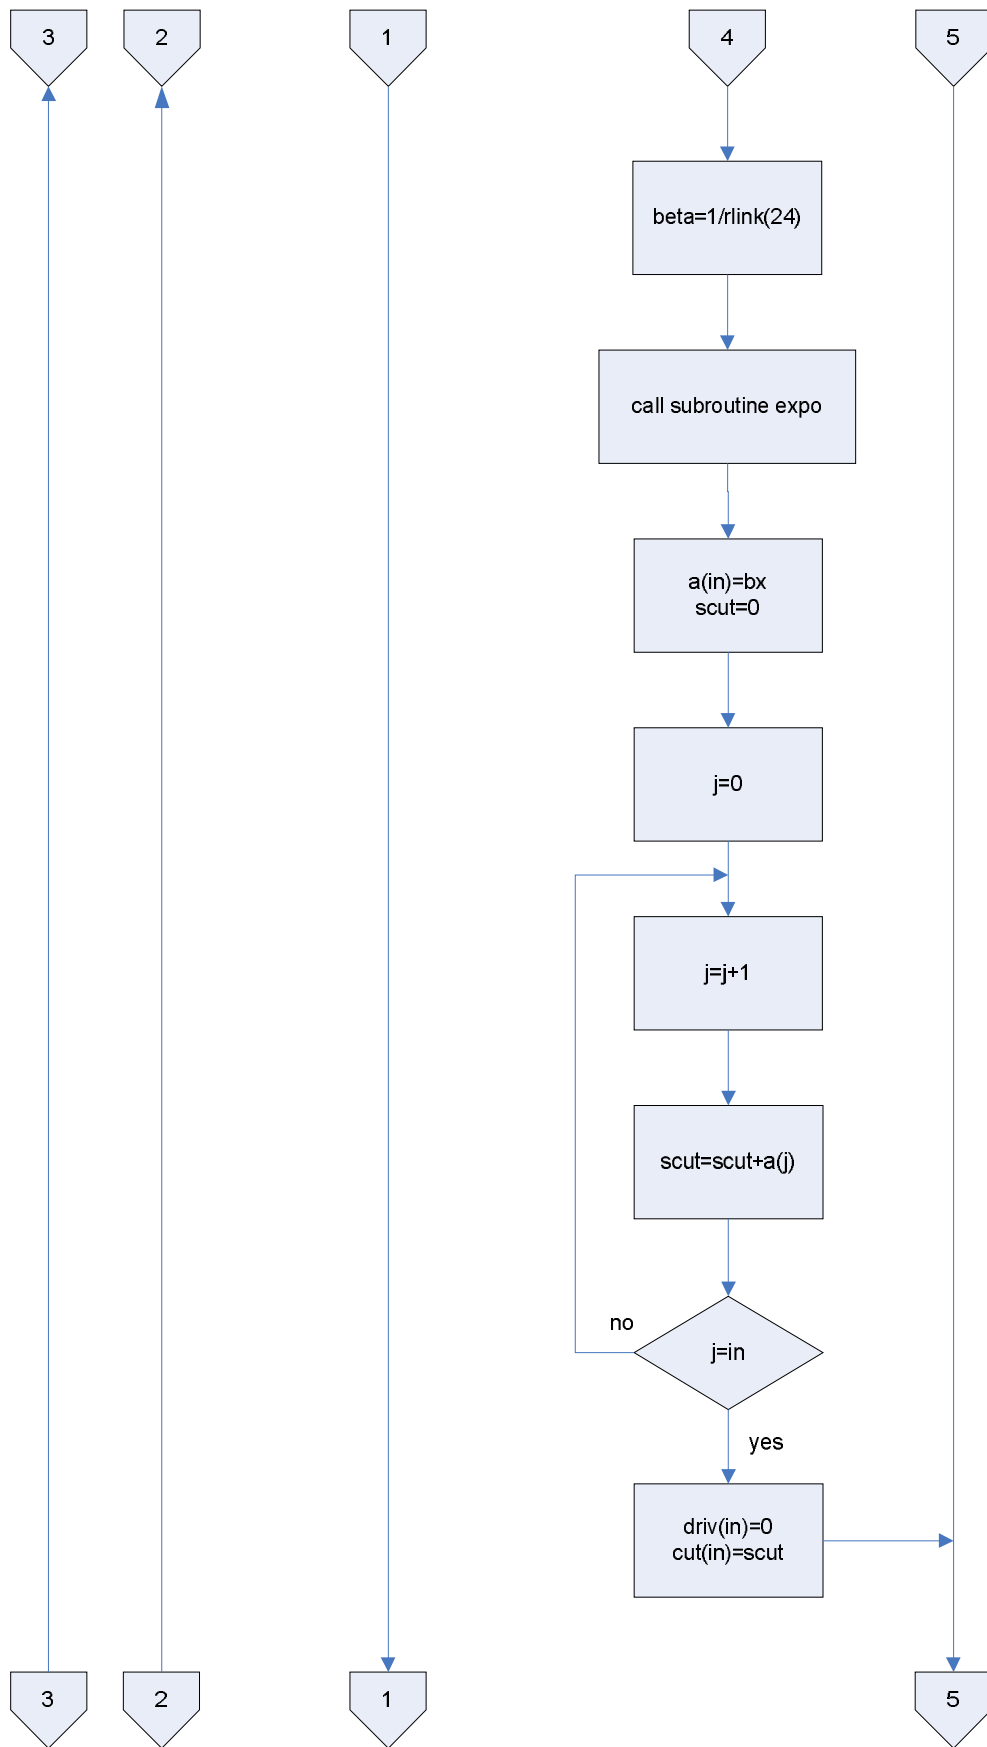 3
2
1
4
5
beta=1/rlink(24)
call subroutine expo
a(in)=bx
scut=0
j=0
j=j+1
scut=scut+a(j)
no
j=in
yes
driv(in)=0
cut(in)=scut
3
2
1
5